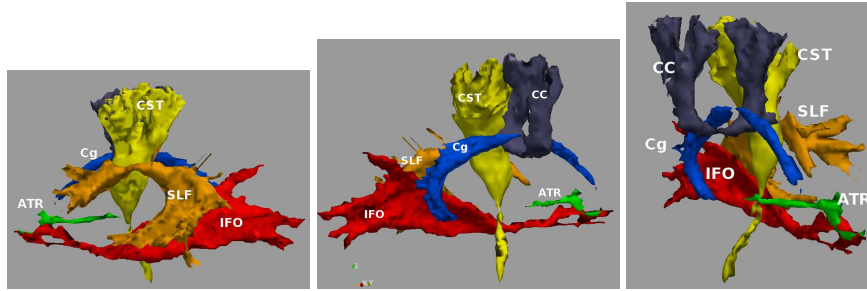 CST
Cg
SLF
ATR
IFO
CST
CC
Cg
SLF
ATR
IFO
Z
X Y
CC
CST
SLF
Cg
IFO
ATR